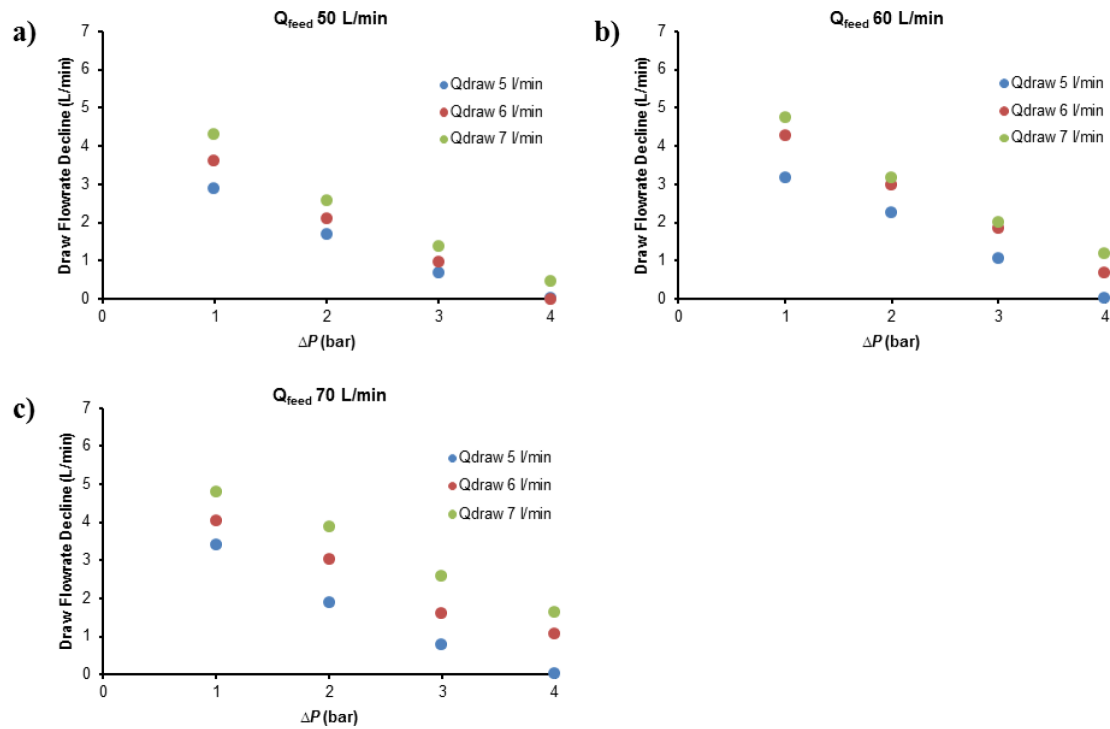 a)
Qfeed 50 L/min
Draw Flowrate Decline (L/min)
7
6
5
4
3
2
1
0
0 1 2 3 4
ΔP (bar)
Qdraw 5 l/min
Qdraw 6 l/min
Qdraw 7 l/min
b)
Qfeed 60 L/min
Draw Flowrate Decline (L/min)
7
6
5
4
3
2
1
0
0 1 2 3 4
ΔP (bar)
Qdraw 5 l/min
Qdraw 6 l/min
Qdraw 7 l/min
c)
Qfeed 70 L/min
Draw Flowrate Decline (L/min)
7
6
5
4
3
2
1
0
0 1 2 3 4
ΔP (bar)
Qdraw 5 l/min
Qdraw 6 l/min
Qdraw 7 l/min